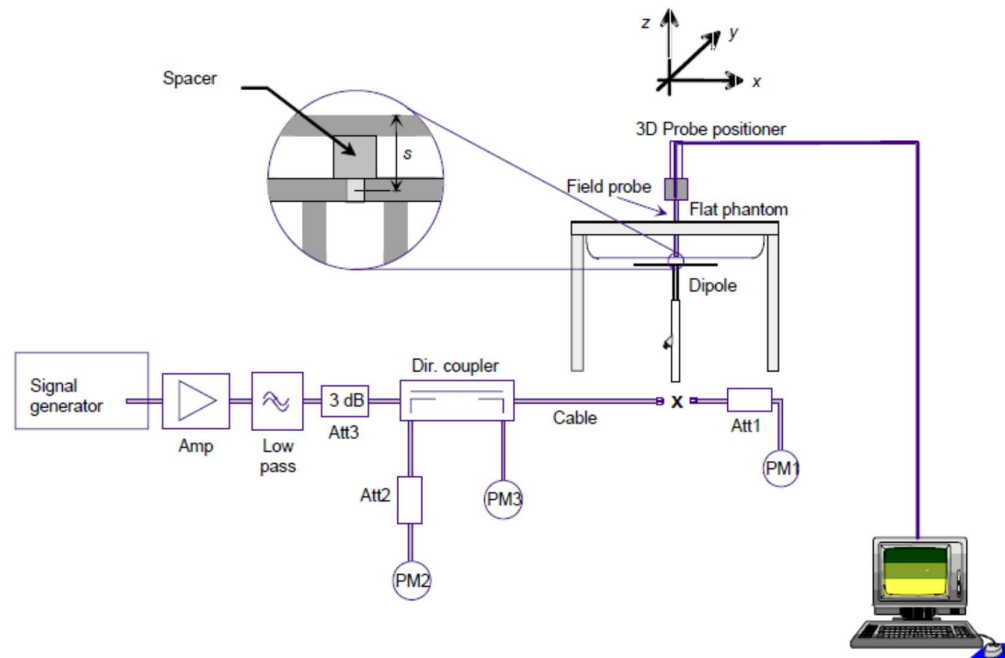 z
y
x
Spacer
s
3D Probe positioner
Field probe
Flat phantom
Dipole
Signal
generator
Amp
Low
pass
3 dB
Att3
Dir. coupler
Cable
X
Att1
PM1
Att2
PM3
PM2